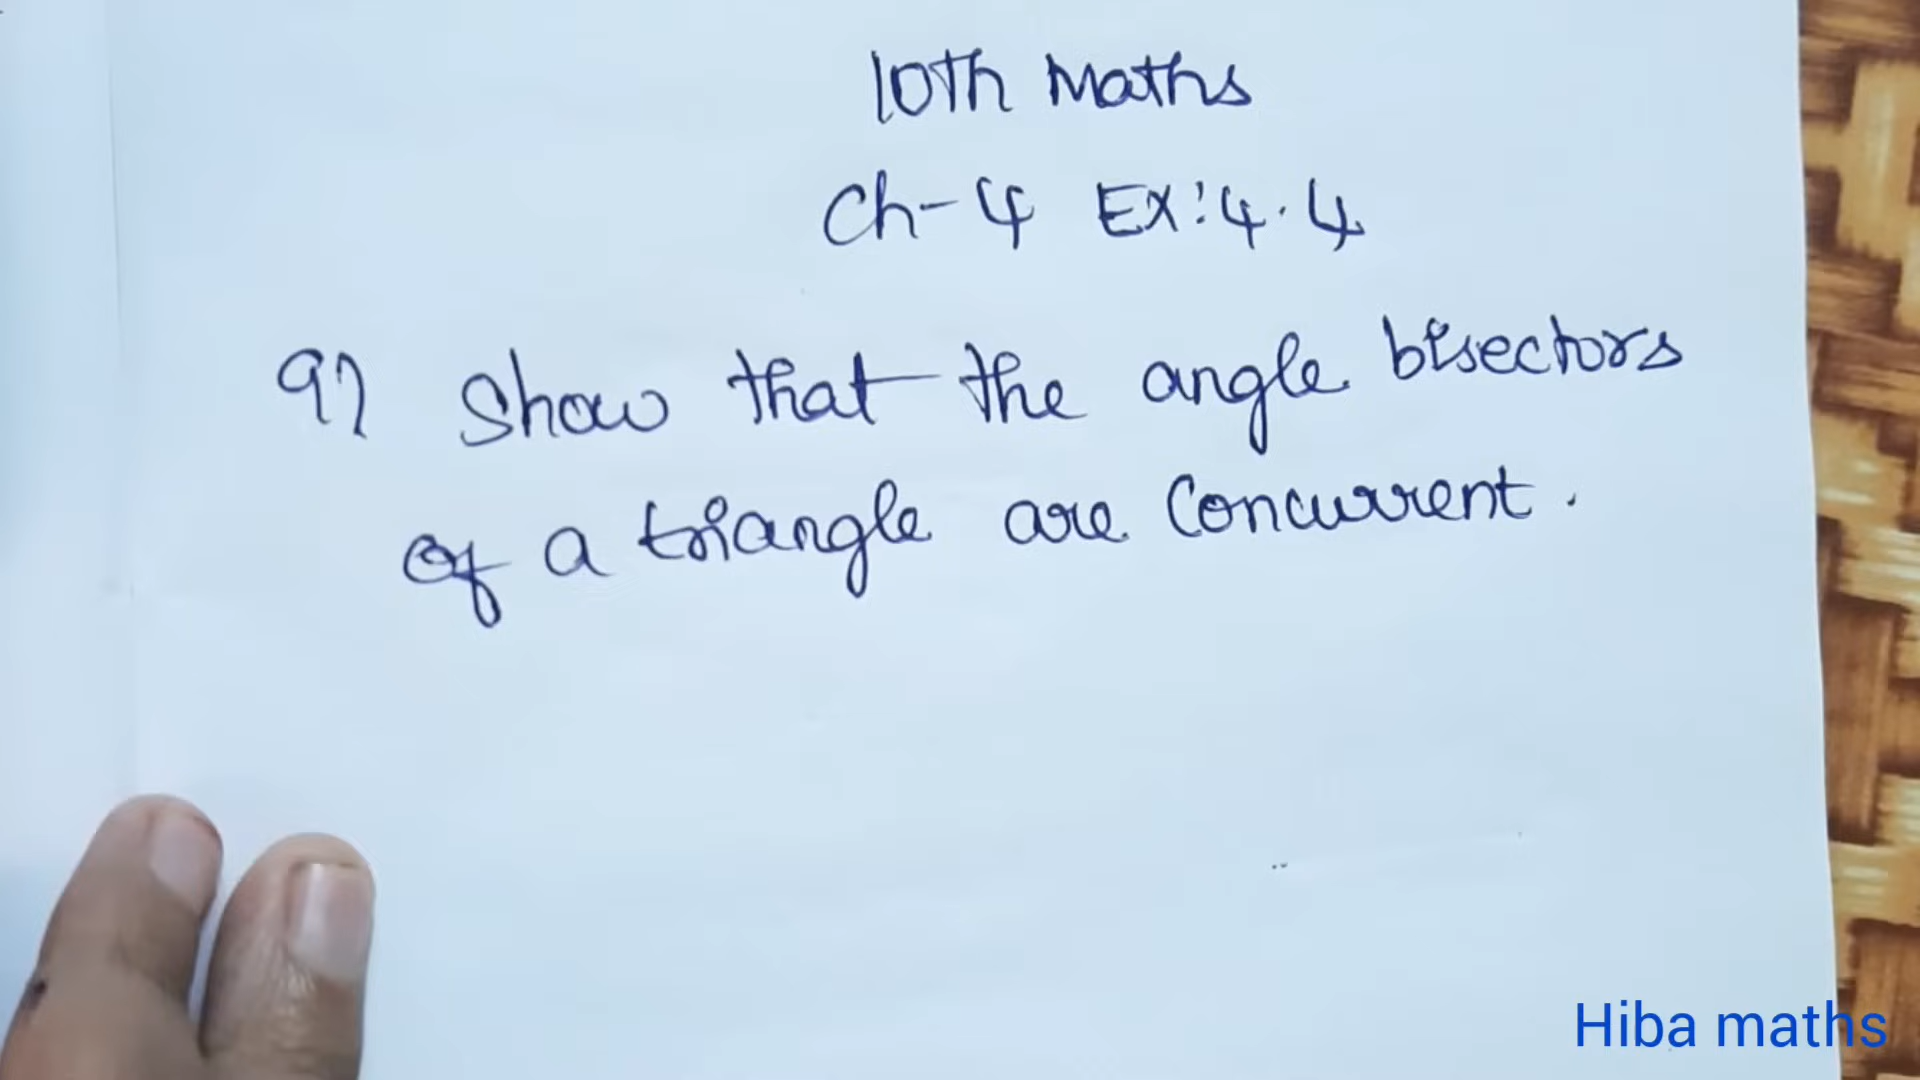 10Th Maths
Ch-4 Ex: 4.4
9) Show that the angle bisectors
of a triangle are Concurrent.
Hiba maths